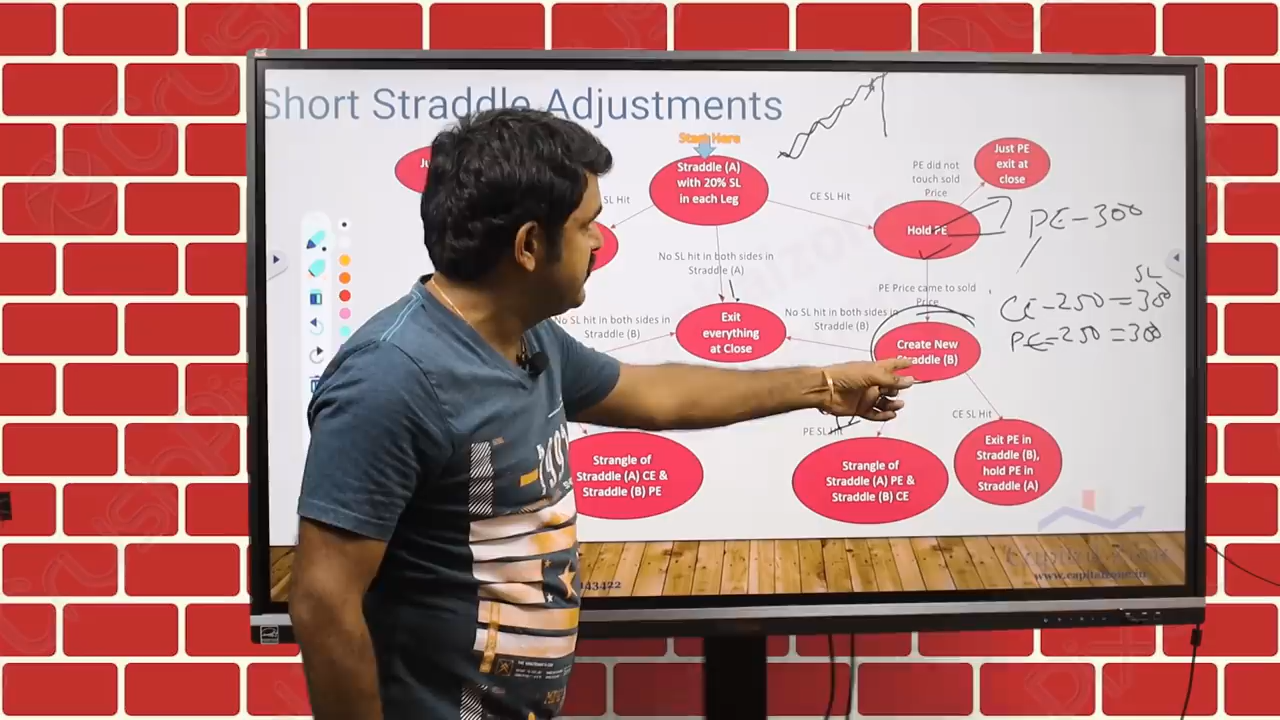 Short Straddle Adjustments
Start Here
Straddle (A)
with 20% SL
in each Leg
SL Hit
CE SL Hit
PE did not
touch sold
Price
Just PE
exit at
close
Hold PE
PE-300
No SL hit in both sides in
Straddle (A)
PE Price came to sold
Price
SL
CE-250=300
PE-250=300
No SL hit in both sides in
Straddle (B)
Exit
everything
at Close
No SL hit in both sides in
Straddle (B)
Create New
Straddle (B)
PE SL Hit
CE SL Hit
Strangle of
Straddle (A) CE &
Straddle (B) PE
Strangle of
Straddle (A) PE &
Straddle (B) CE
Exit PE in
Straddle (B),
hold PE in
Straddle (A)
www.capitalzone.in